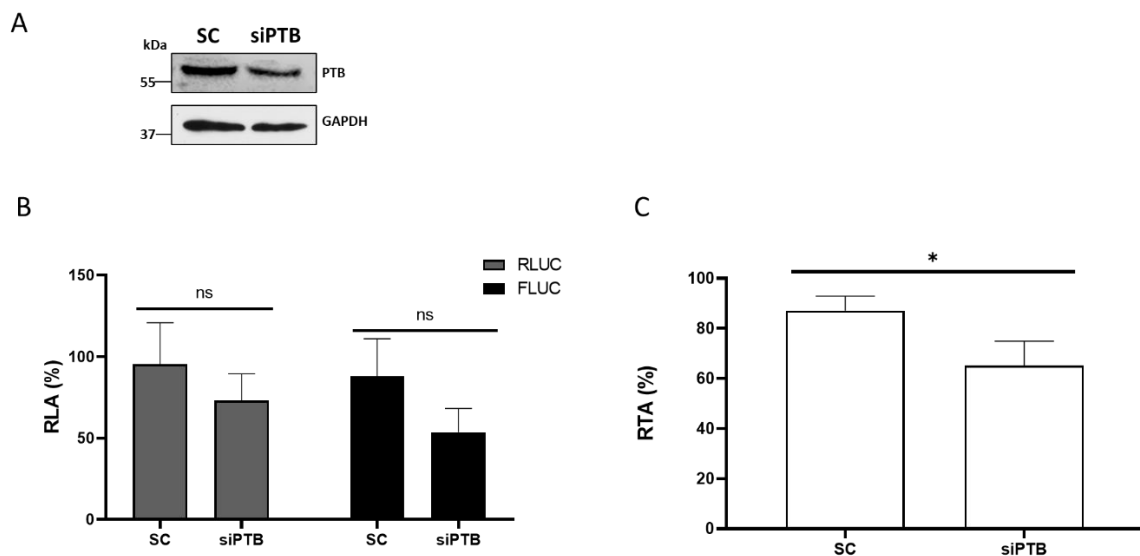 A
kDa
SC siPTB
55
PTB
37
GAPDH
B
RLUC
FLUC
150
100
50
0
RLA (%)
ns
ns
SC
siPTB
SC
siPTB
C
*
100
80
60
40
20
0
RTA (%)
SC
siPTB